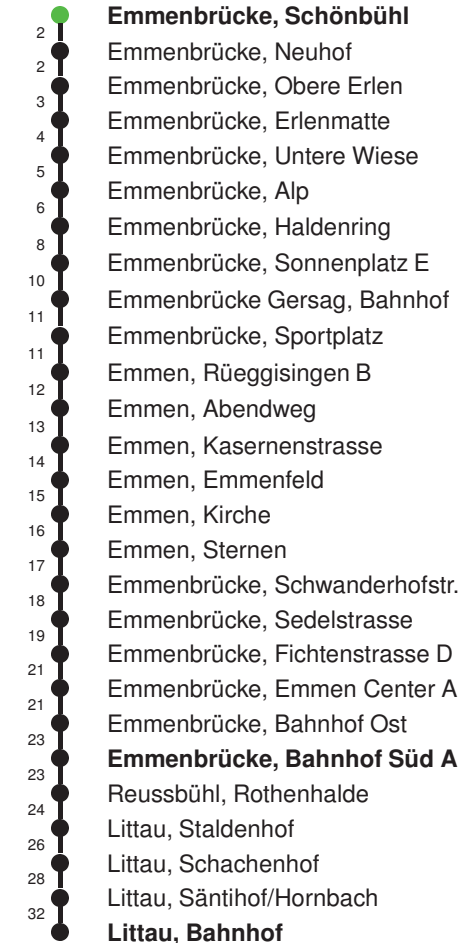 Emmenbrücke, Schönbühl
2
Emmenbrücke, Neuhof
2
Emmenbrücke, Obere Erlen
3
Emmenbrücke, Erlenmatte
4
Emmenbrücke, Untere Wiese
5
Emmenbrücke, Alp
6
Emmenbrücke, Haldenring
8
Emmenbrücke, Sonnenplatz E
10
Emmenbrücke Gersag, Bahnhof
11
Emmenbrücke, Sportplatz
11
Emmen, Rüeggisingen B
12
Emmen, Abendweg
13
Emmen, Kasernenstrasse
14
Emmen, Emmenfeld
15
Emmen, Kirche
16
Emmen, Sternen
17
Emmenbrücke, Schwanderhofstr.
18
Emmenbrücke, Sedelstrasse
19
Emmenbrücke, Fichtenstrasse D
21
Emmenbrücke, Emmen Center A
21
Emmenbrücke, Bahnhof Ost
23
Emmenbrücke, Bahnhof Süd A
23
Reussbühl, Rothenhalde
24
Littau, Staldenhof
26
Littau, Schachenhof
28
Littau, Säntihof/Hornbach
32
Littau, Bahnhof